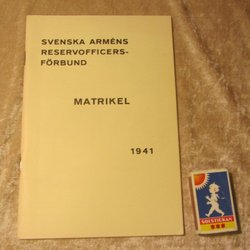 SVENSKA ARMÉNS
RESERVOFFICERS-
FÖRBUND
MATRIKEL
1941
SOLSTICKAN